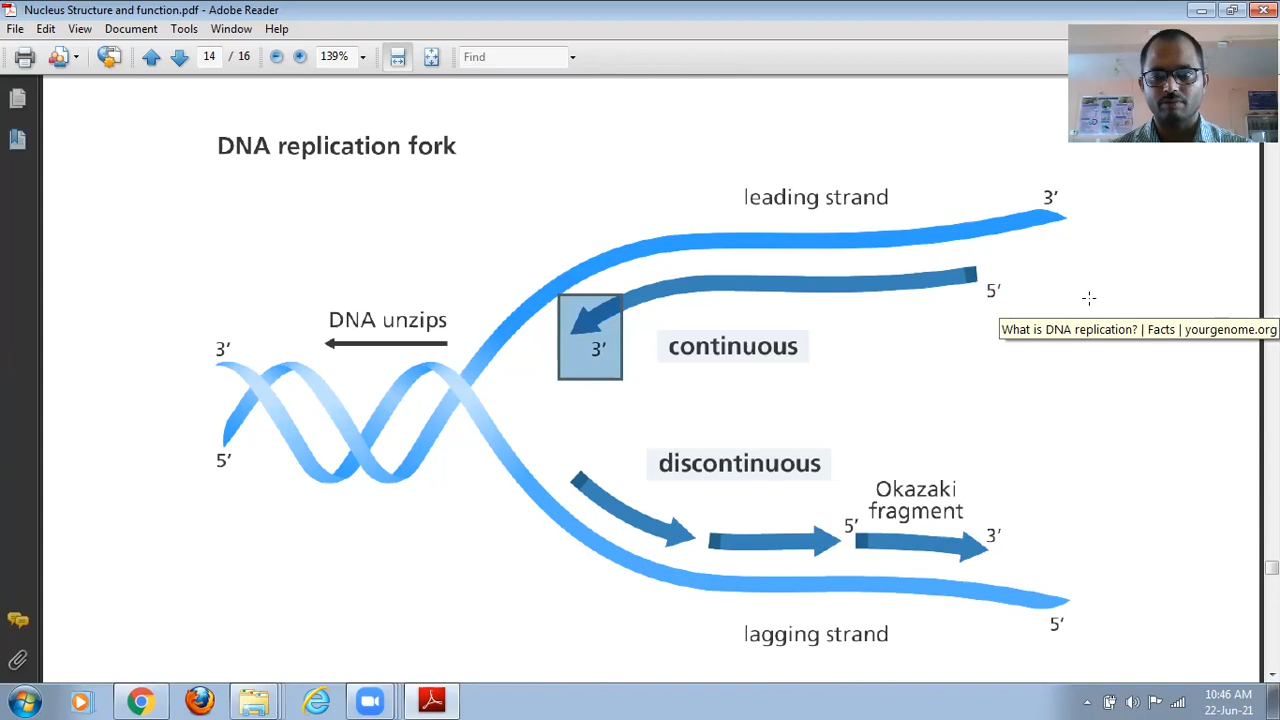 Nucleus Structure and function.pdf - Adobe Reader
File Edit View Document Tools Window Help
14 / 16 139% Find
DNA replication fork
leading strand
3’
5’
What is DNA replication? | Facts | yourgenome.org
DNA unzips
3’
3’
continuous
5’
discontinuous
Okazaki
fragment
5’
3’
5’
lagging strand
10:46 AM
22-Jun-21